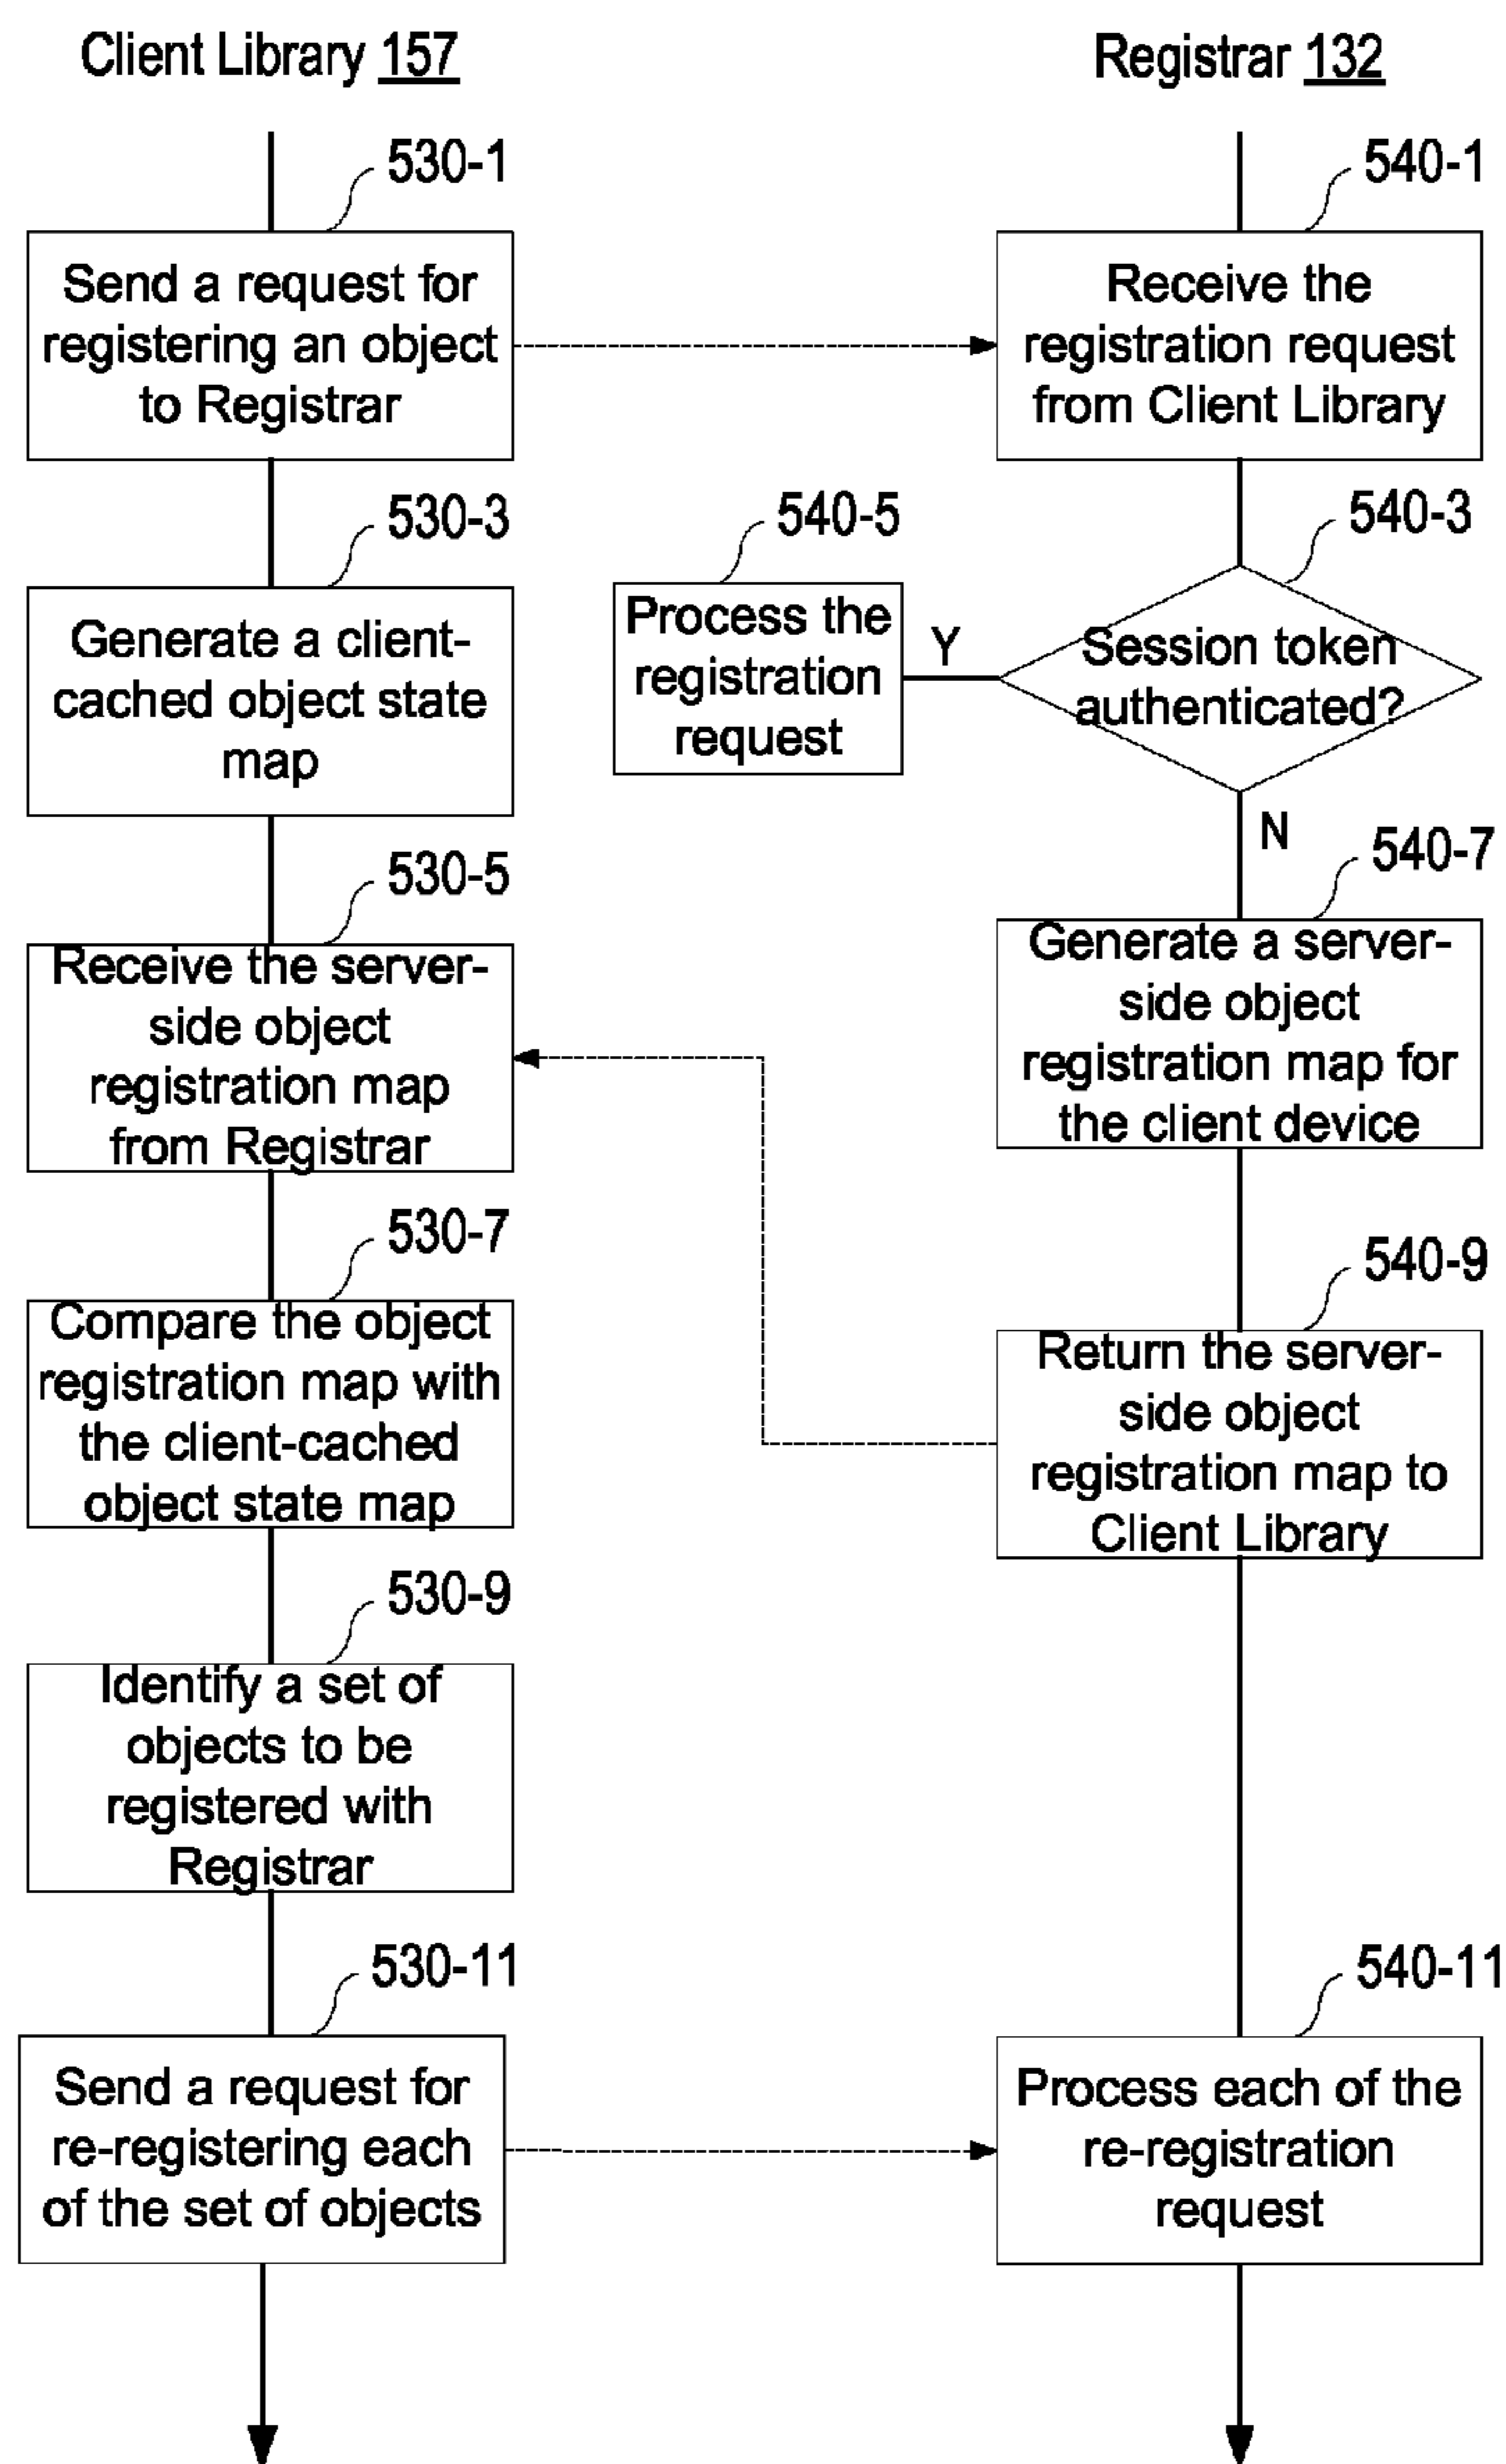 Client Library 157
530-1
Send a request for
registering an object
to Registrar
530-3
Generate a client-
cached object state
map
530-5
Receive the server-
side object
registration map
from Registrar
530-7
Compare the object
registration map with
the client-cached
object state map
530-9
Identify a set of
objects to be
registered with
Registrar
530-11
Send a request for
re-registering each
of the set of objects
Registrar 132
540-1
Receive the
registration request
from Client Library
540-3
Session token
authenticated?
Y
540-5
Process the
registration
request
N
540-7
Generate a server-
side object
registration map for
the client device
540-9
Return the server-
side object
registration map to
Client Library
540-11
Process each of the
re-registration
request